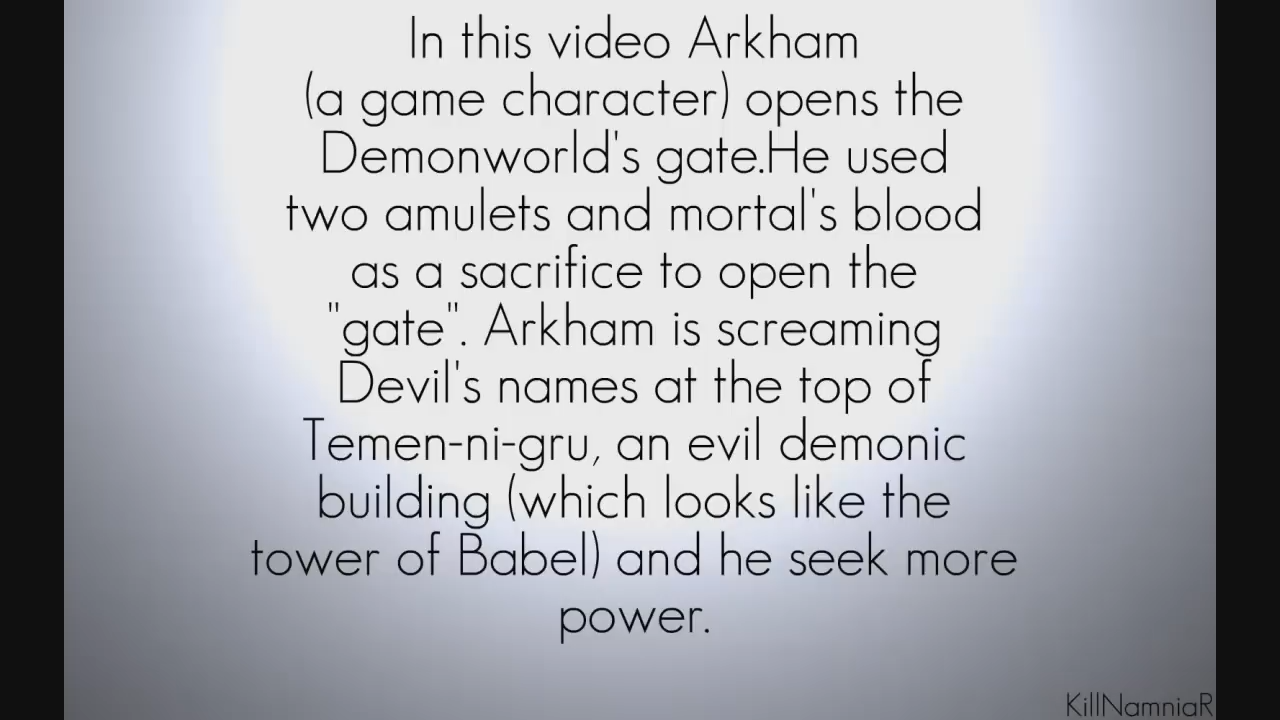 In this video Arkham
(a game character) opens the
Demonworld's gate.He used
two amulets and mortal's blood
as a sacrifice to open the
"gate". Arkham is screaming
Devil's names at the top of
Temen-ni-gru, an evil demonic
building (which looks like the
tower of Babel) and he seek more
power.
KillNamniaR